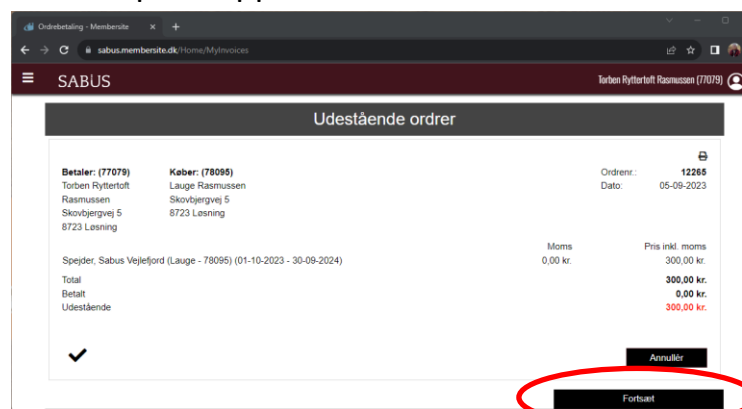 Ordrebetaling - Membersite
sabus.membersite.dk/Home/MyInvoices
SABUS
Torben Ryttertoft Rasmussen (77079)
Udestående ordrer
Betaler: (77079) Køber: (78095) Ordrenr.: 12265
Torben Ryttertoft Lauge Rasmussen Dato: 05-09-2023
Rasmussen Skovbjergvej 5
Skovbjergvej 5 8723 Løsning
8723 Løsning
Moms Pris inkl. moms
Spejder, Sabus Vejlefjord (Lauge - 78095) (01-10-2023 - 30-09-2024) 0,00 kr. 300,00 kr.
Total 300,00 kr.
Betalt 0,00 kr.
Udestående 300,00 kr.
Annullér
Fortsæt